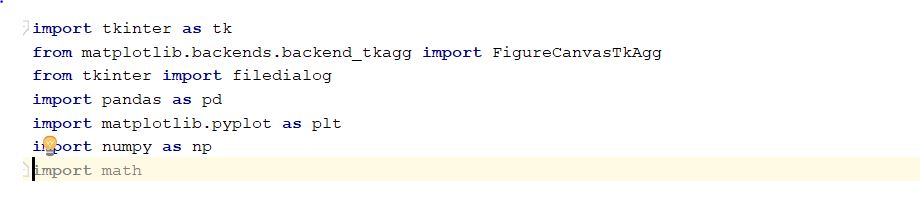 import tkinter as tk
from matplotlib.backends.backend_tkagg import FigureCanvasTkAgg
from tkinter import filedialog
import pandas as pd
import matplotlib.pyplot as plt
import numpy as np
import math